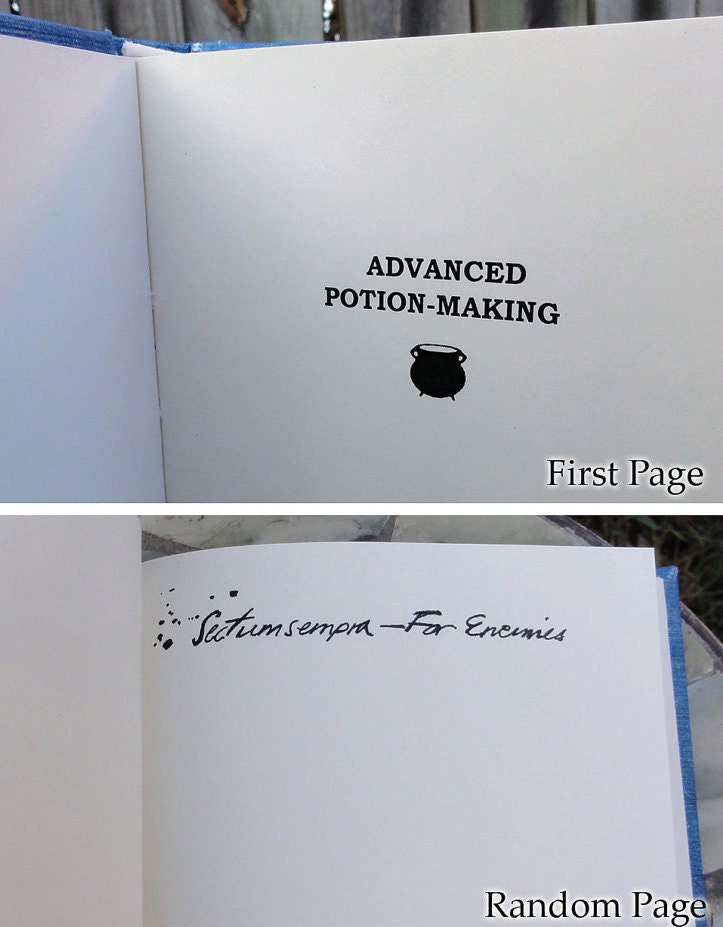 ADVANCED
POTION-MAKING
First Page
Sectumsempra – For Enemies
Random Page